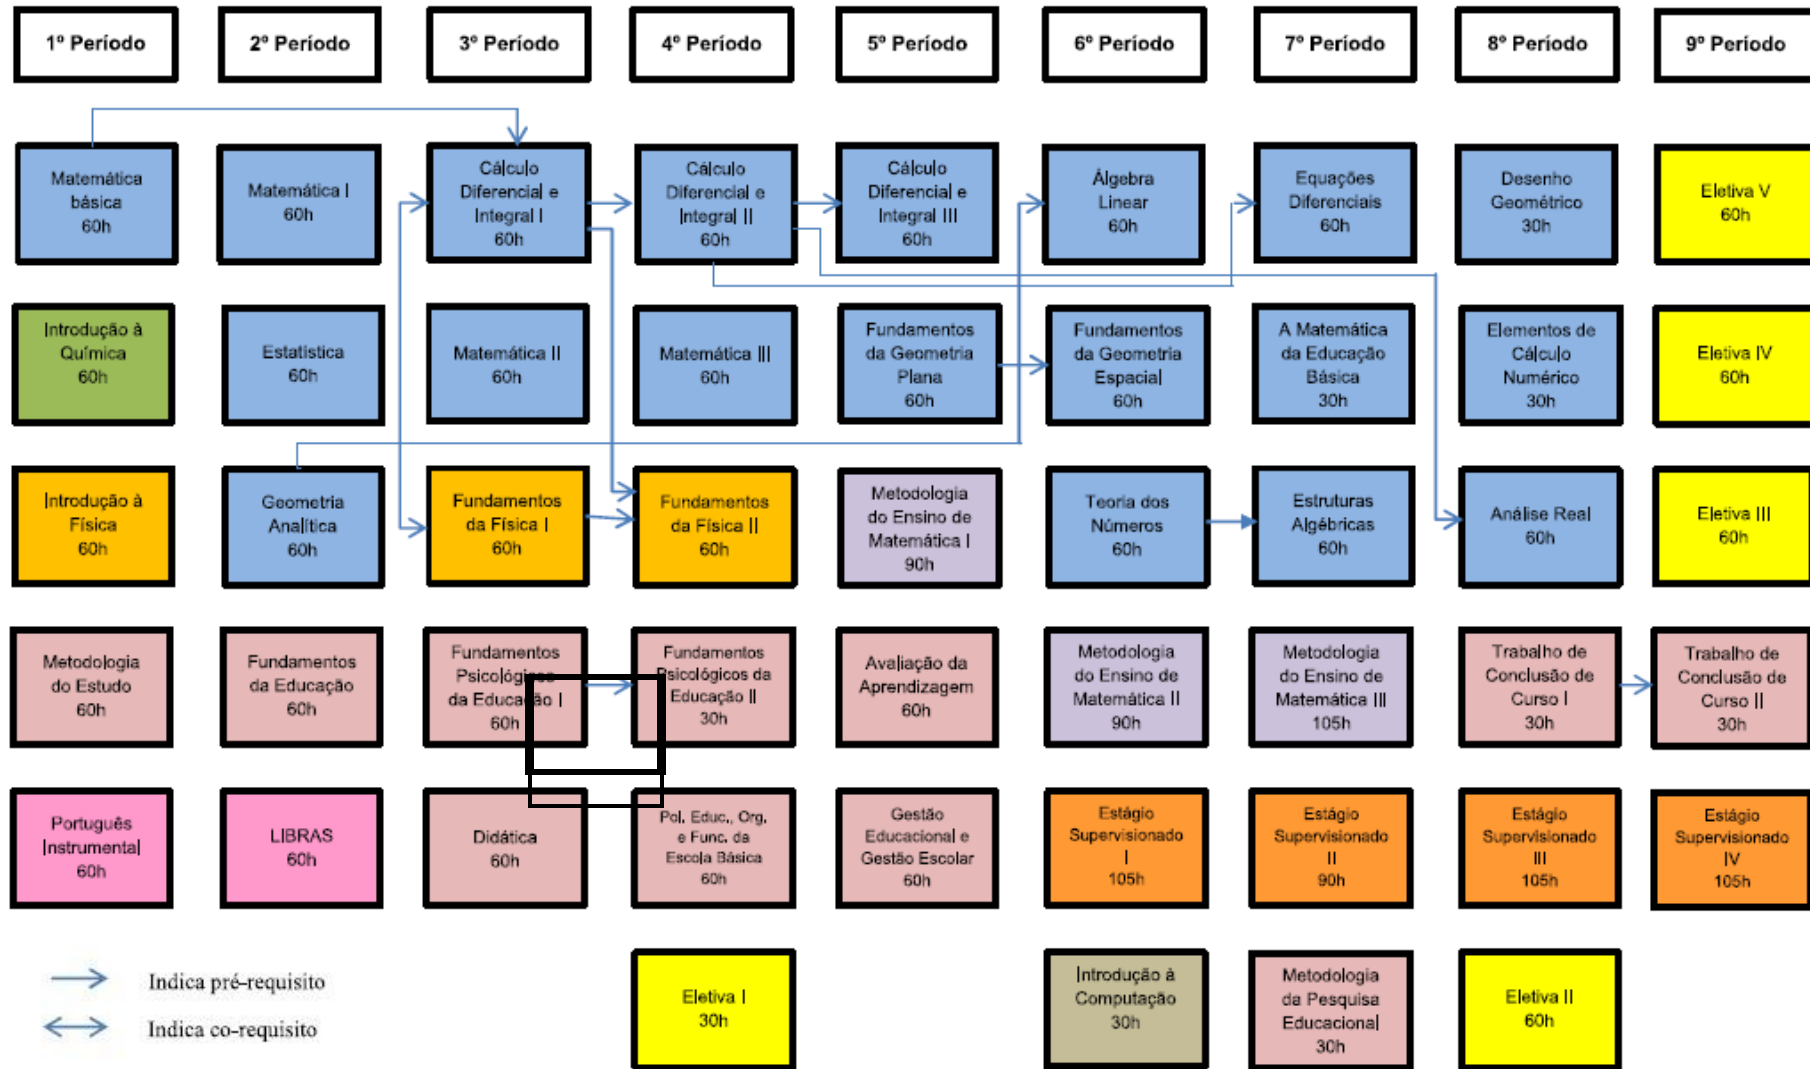 1º Período
2º Período
3º Período
4º Período
5º Período
6º Período
7º Período
8º Período
9º Período
Matemática
básica
60h
Matemática I
60h
Cálculo
Diferencial e
Integral I
60h
Cálculo
Diferencial e
Integral II
60h
Cálculo
Diferencial e
Integral III
60h
Álgebra
Linear
60h
Equações
Diferenciais
60h
Desenho
Geométrico
30h
Eletiva V
60h
Introdução à
Química
60h
Estatística
60h
Matemática II
60h
Matemática III
60h
Fundamentos
da Geometria
Plana
60h
Fundamentos
da Geometria
Espacial
60h
A Matemática
da Educação
Básica
30h
Elementos de
Cálculo
Numérico
30h
Eletiva IV
60h
Introdução à
Física
60h
Geometria
Analítica
60h
Fundamentos
da Física I
60h
Fundamentos
da Física II
60h
Metodologia
do Ensino de
Matemática I
90h
Teoria dos
Números
60h
Estruturas
Algébricas
60h
Análise Real
60h
Eletiva III
60h
Metodologia
do Estudo
60h
Fundamentos
da Educação
60h
Fundamentos
Psicológicos
da Educação I
60h
Fundamentos
Psicológicos da
Educação II
30h
Avaliação da
Aprendizagem
60h
Metodologia
do Ensino de
Matemática II
90h
Metodologia
do Ensino de
Matemática III
105h
Trabalho de
Conclusão de
Curso I
30h
Trabalho de
Conclusão de
Curso II
30h
Português
Instrumental
60h
LIBRAS
60h
Didática
60h
Pol. Educ., Org.
e Func. da
Escola Básica
60h
Gestão
Educacional e
Gestão Escolar
60h
Estágio
Supervisionado
I
105h
Estágio
Supervisionado
II
90h
Estágio
Supervisionado
III
105h
Estágio
Supervisionado
IV
105h
Indica pré-requisito
Indica co-requisito
Eletiva I
30h
Introdução à
Computação
30h
Metodologia
da Pesquisa
Educacional
30h
Eletiva II
60h